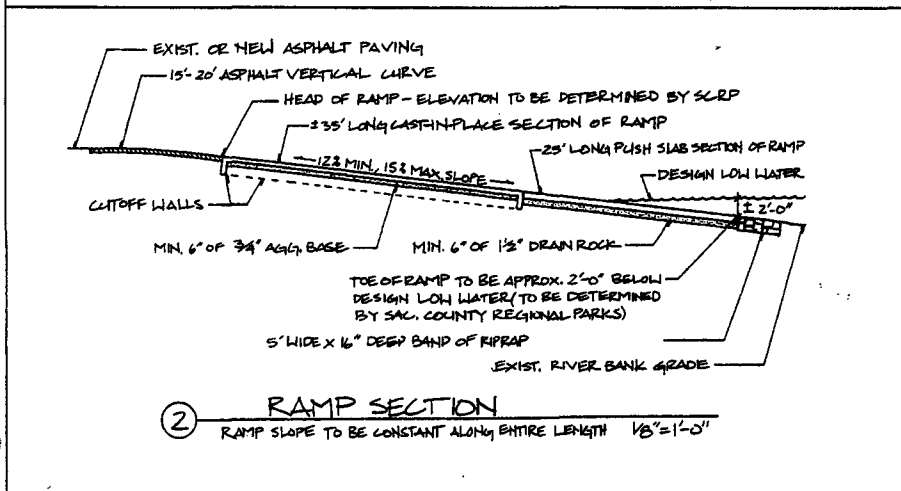 EXIST. OR NEW ASPHALT PAVING
15'-20' ASPHALT VERTICAL CURVE
HEAD OF RAMP - ELEVATION TO BE DETERMINED BY SCRP
±35' LONG CAST-IN-PLACE SECTION OF RAMP
25' LONG PUSH SLAB SECTION OF RAMP
12% MIN., 15% MAX. SLOPE
DESIGN LOW WATER
± 2'-0"
CUTOFF WALLS
MIN. 6" OF 3/4" AGG. BASE
MIN. 6" OF 1 1/2" DRAIN ROCK
TOE OF RAMP TO BE APPROX. 2'-0" BELOW
DESIGN LOW WATER (TO BE DETERMINED
BY SAC. COUNTY REGIONAL PARKS)
5' WIDE x 16" DEEP BAND OF RIPRAP
EXIST. RIVER BANK GRADE
2
RAMP SECTION
RAMP SLOPE TO BE CONSTANT ALONG ENTIRE LENGTH 1/8"=1'-0"